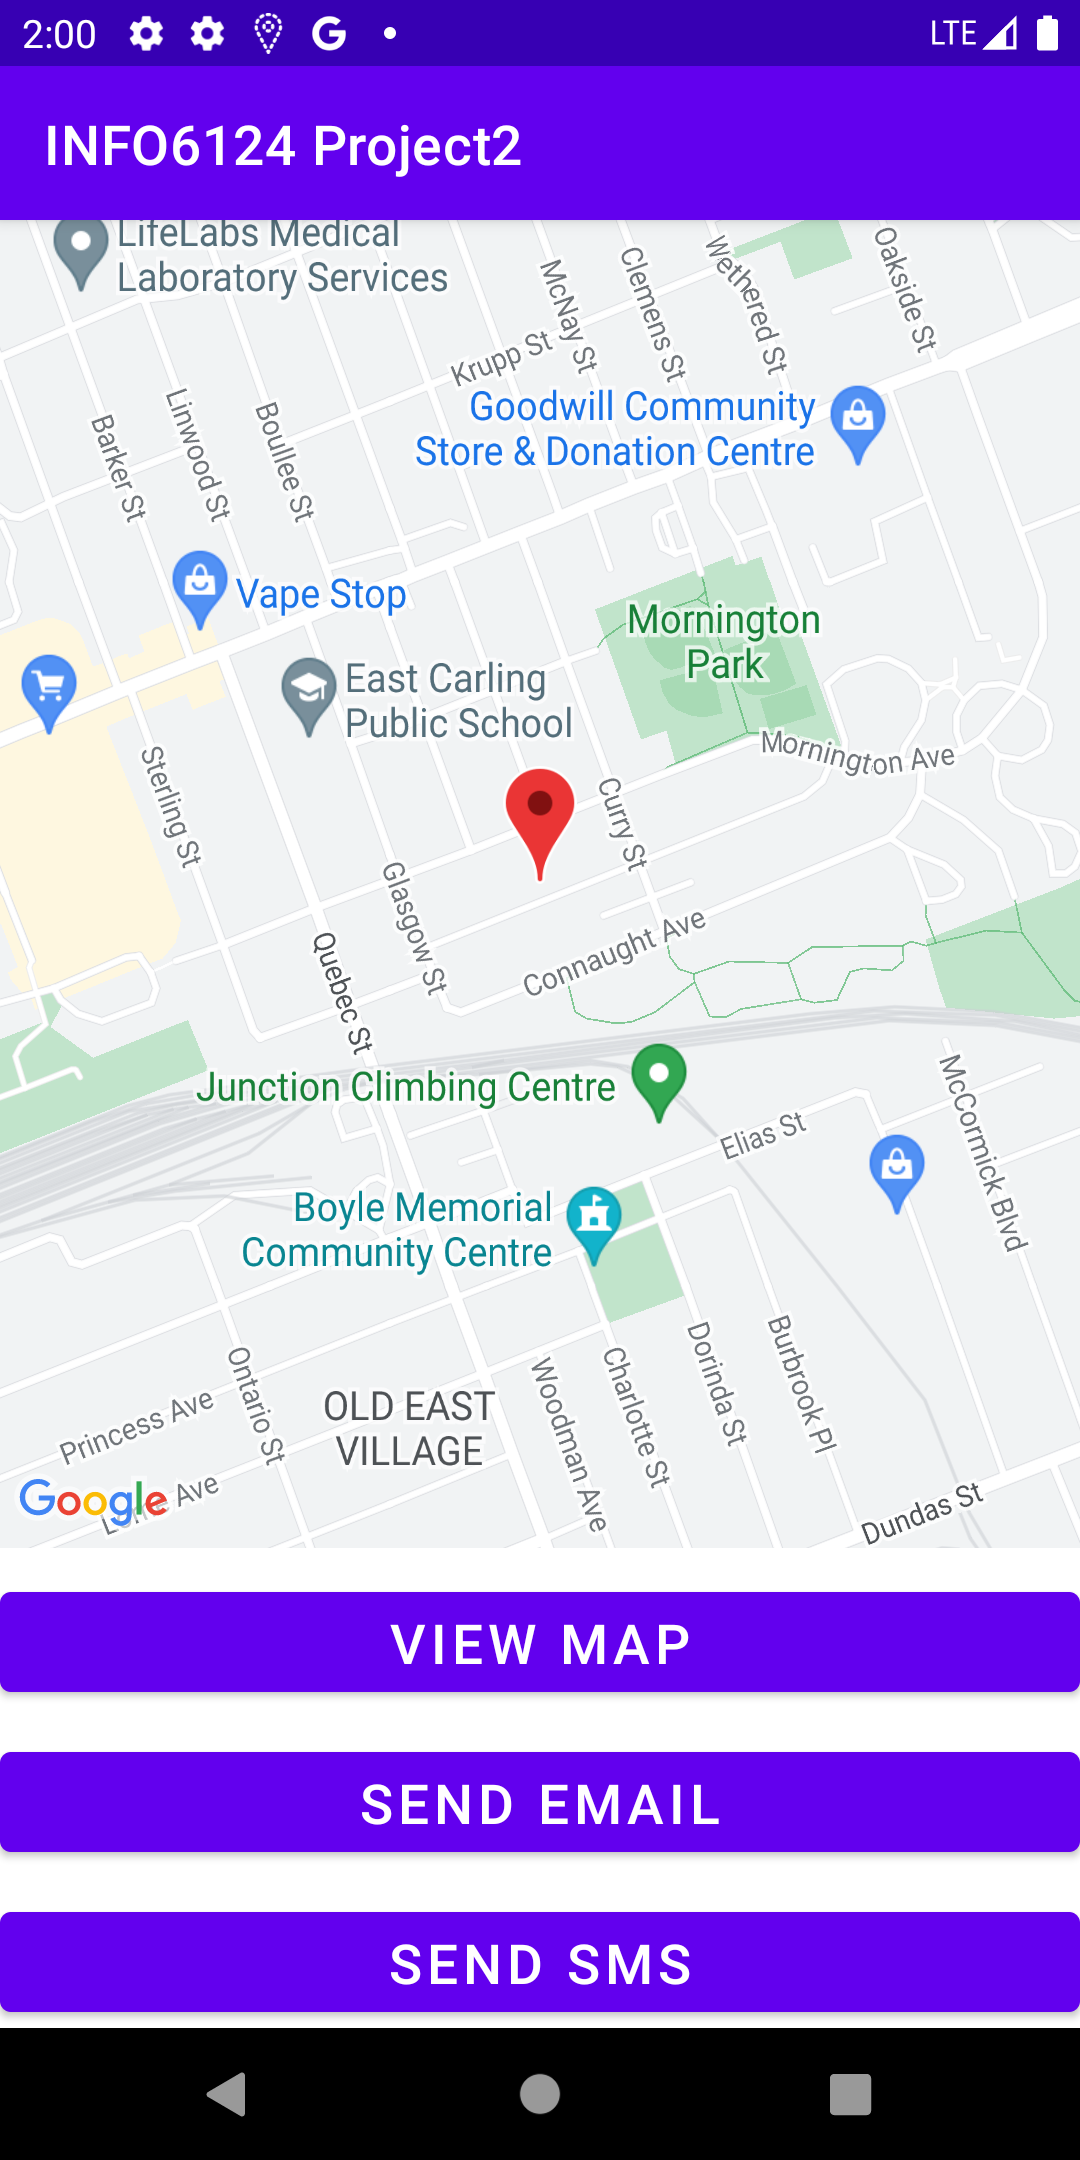 2:00
LTE
INFO6124 Project2
LifeLabs Medical
Laboratory Services
McNay St
Clemens St
Wethered St
Oakside St
Krupp St
Goodwill Community
Store & Donation Centre
Barker St
Linwood St
Boullee St
Vape Stop
Mornington
Park
East Carling
Public School
Mornington Ave
Sterling St
Curry St
Glasgow St
Connaught Ave
Quebec St
Junction Climbing Centre
McCormick Blvd
Elias St
Boyle Memorial
Community Centre
Ontario St
Woodman Ave
Charlotte St
Dorinda St
Burbrook Pl
Princess Ave
OLD EAST
VILLAGE
Google
Ave
Dundas St
VIEW MAP
SEND EMAIL
SEND SMS